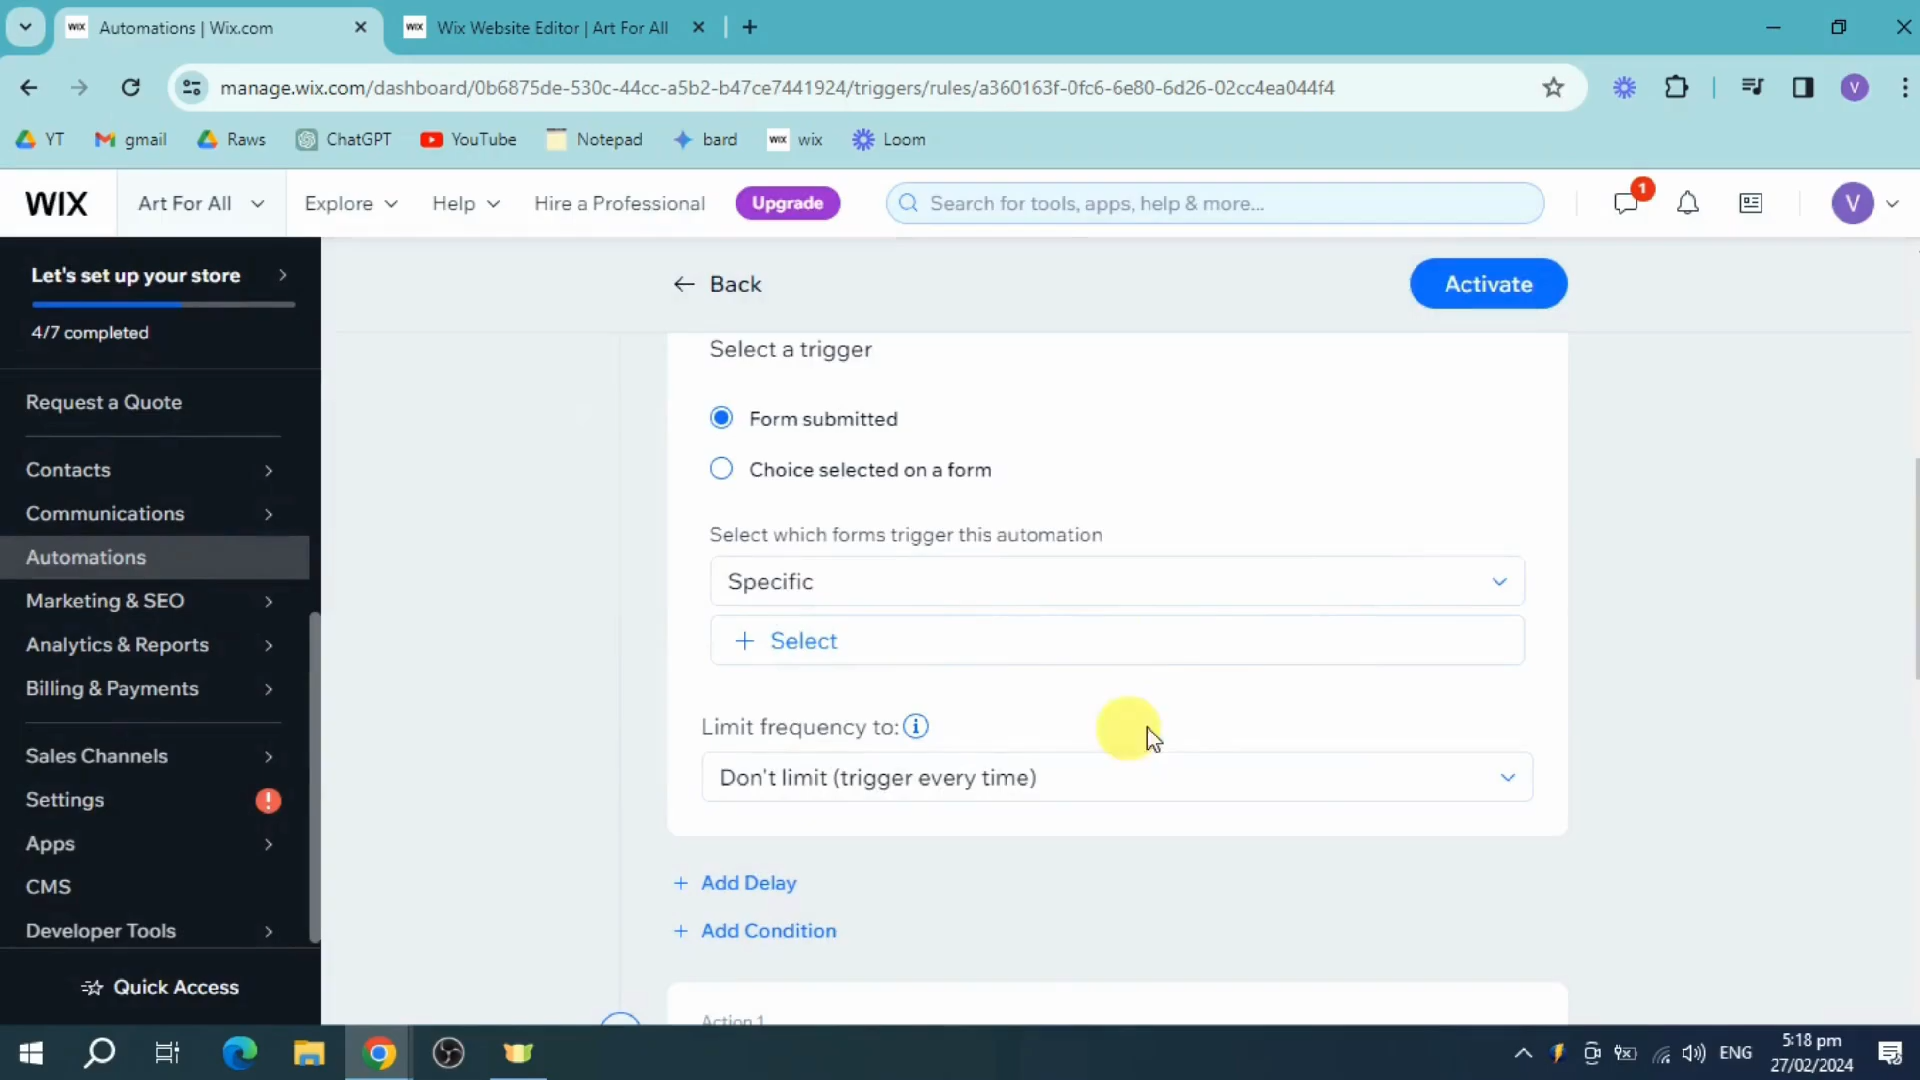 WIX Automations | Wix.com
WIX Wix Website Editor | Art For All
manage.wix.com/dashboard/0b6875de-530c-44cc-a5b2-b47ce7441924/triggers/rules/a360163f-0fc6-6e80-6d26-02cc4ea044f4
V
YT gmail Raws ChatGPT YouTube Notepad bard WIX wix Loom
WIX Art For All Explore Help Hire a Professional Upgrade Search for tools, apps, help & more... 1 V
Let's set up your store
4/7 completed
Request a Quote
Contacts
Communications
Automations
Marketing & SEO
Analytics & Reports
Billing & Payments
Sales Channels
Settings
Apps
CMS
Developer Tools
Quick Access
Back
Activate
Select a trigger
Form submitted
Choice selected on a form
Select which forms trigger this automation
Specific
+ Select
Limit frequency to:
Don't limit (trigger every time)
+ Add Delay
+ Add Condition
Action 1
ENG
5:18 pm
27/02/2024